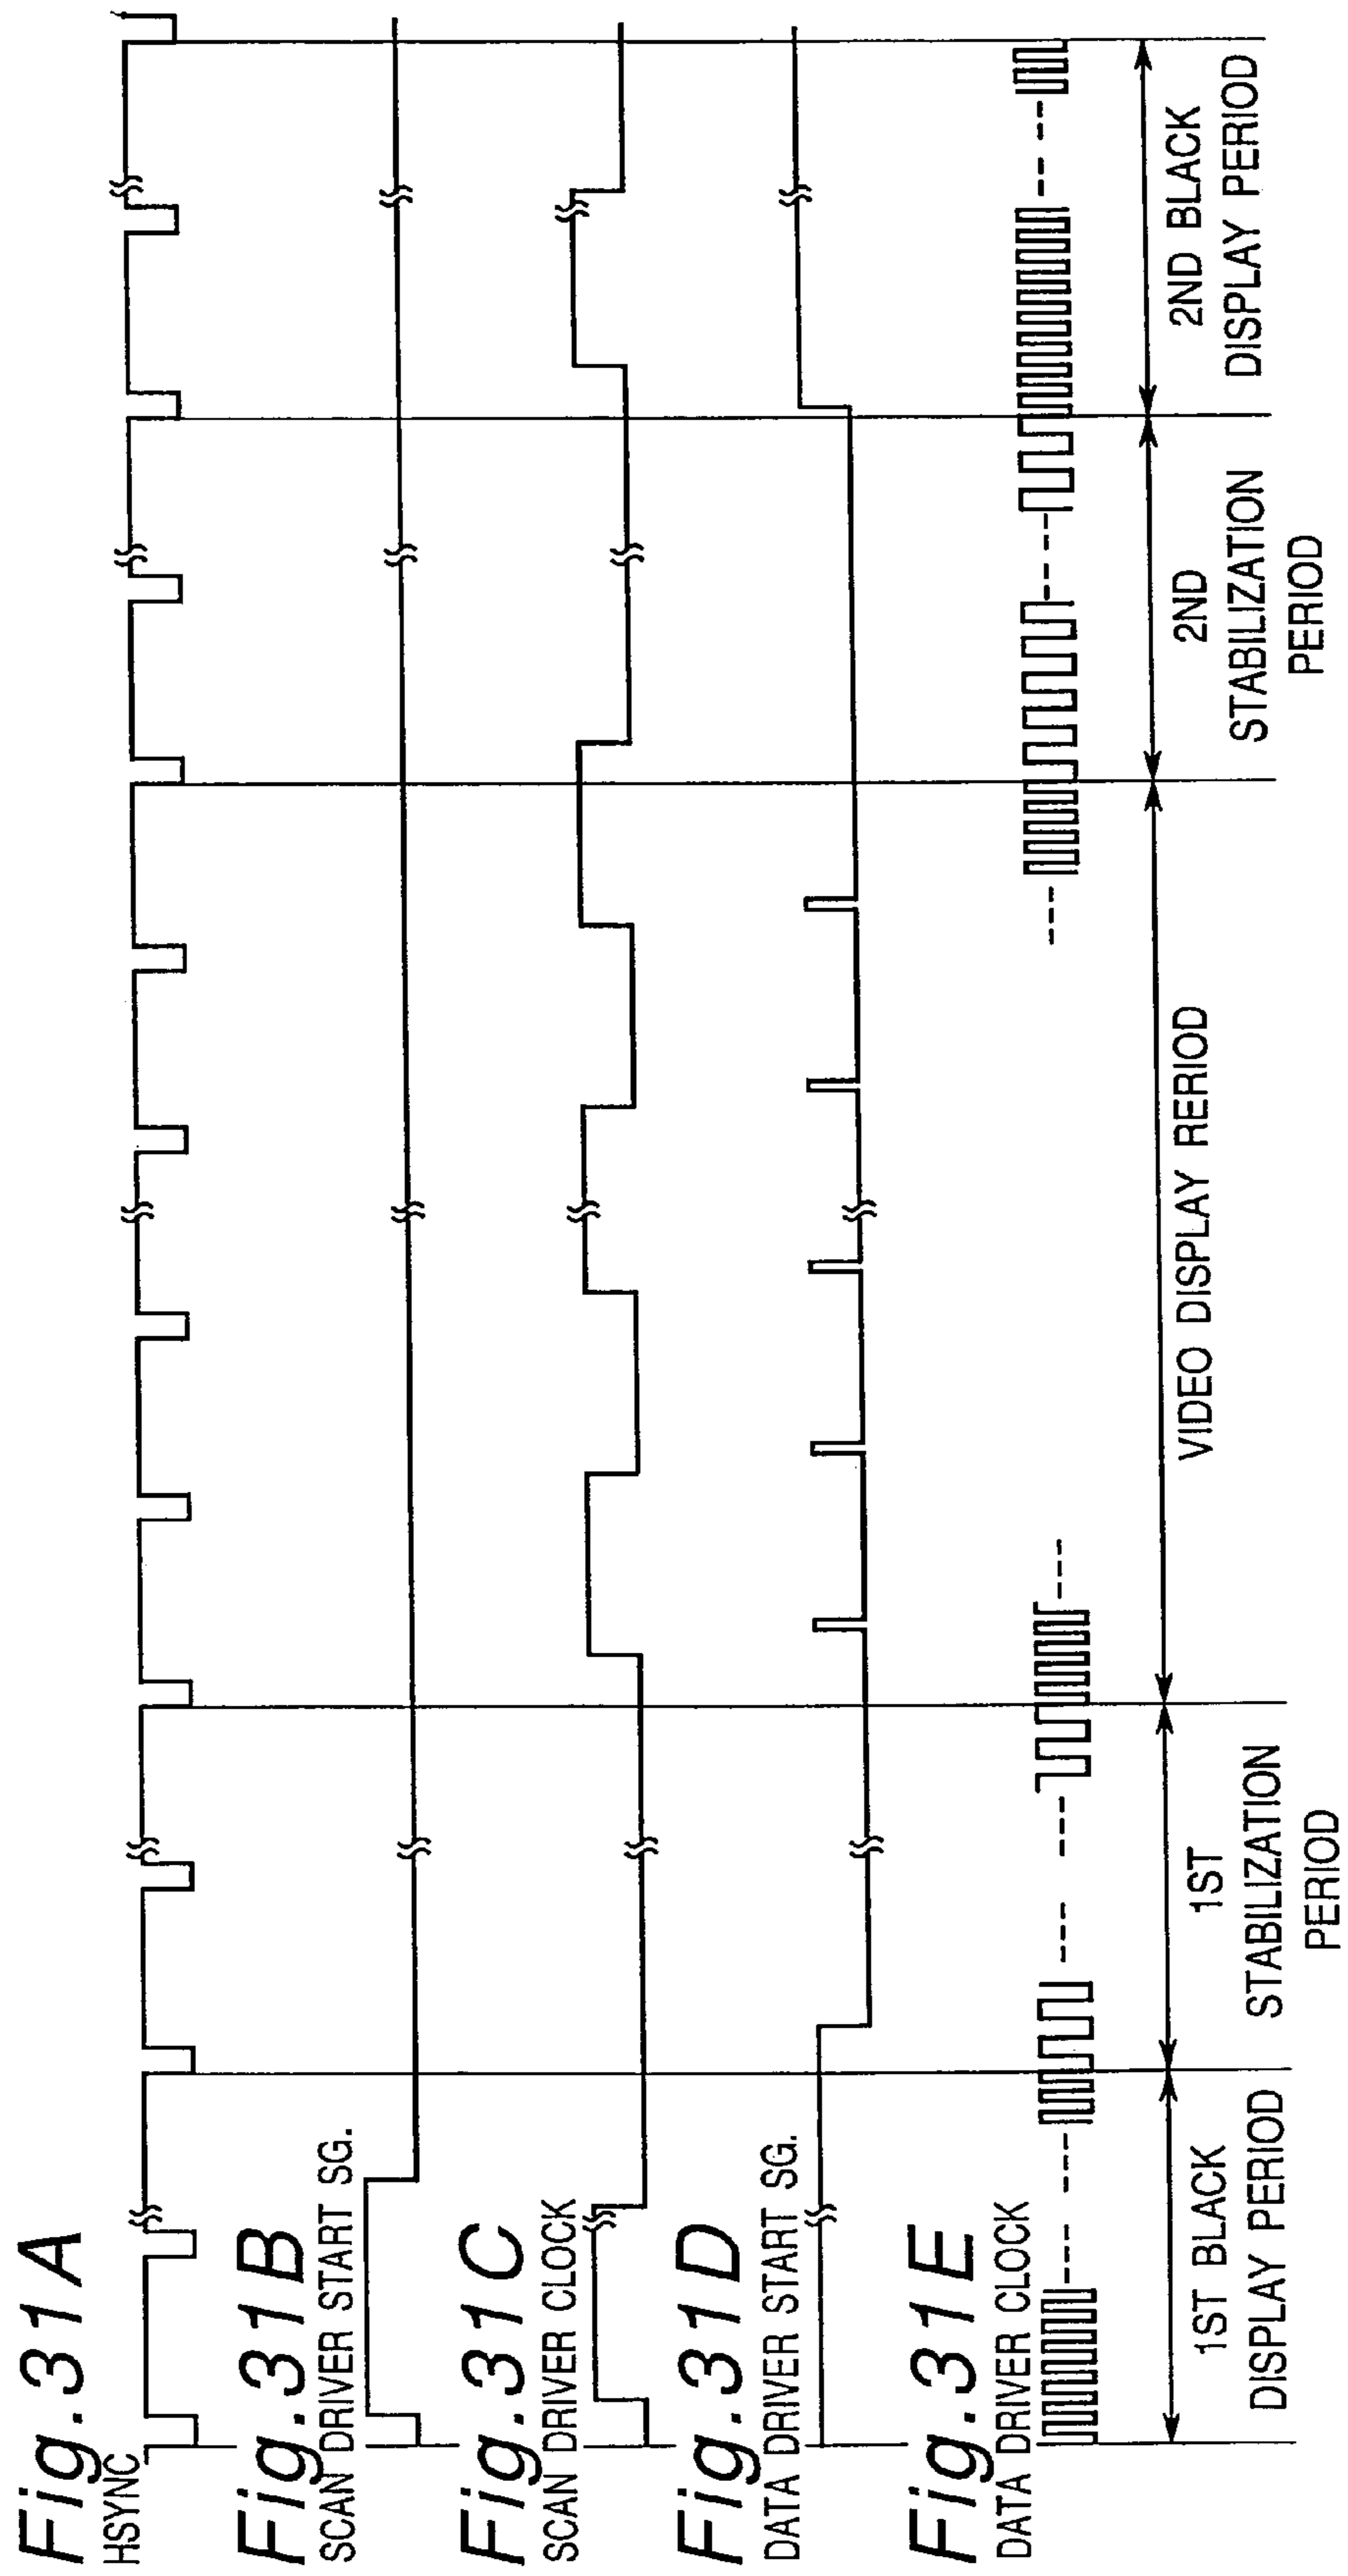 Fig.31A
HSYNC
Fig.31B
SCAN DRIVER START SG.
Fig.31C
SCAN DRIVER CLOCK
Fig.31D
DATA DRIVER START SG.
Fig.31E
DATA DRIVER CLOCK
1ST BLACK
DISPLAY PERIOD
1ST
STABILIZATION
PERIOD
VIDEO DISPLAY RERIOD
2ND
STABILIZATION
PERIOD
2ND BLACK
DISPLAY PERIOD